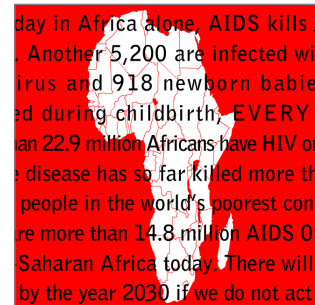 day in Africa alone, AIDS kills
. Another 5,200 are infected wi
irus and 918 newborn babie
ed during childbirth, EVERY
an 22.9 million Africans have HIV o
e disease has so far killed more th
people in the world's poorest con
re more than 14.8 million AIDS O
-Saharan Africa today. There will
by the year 2030 if we do not act